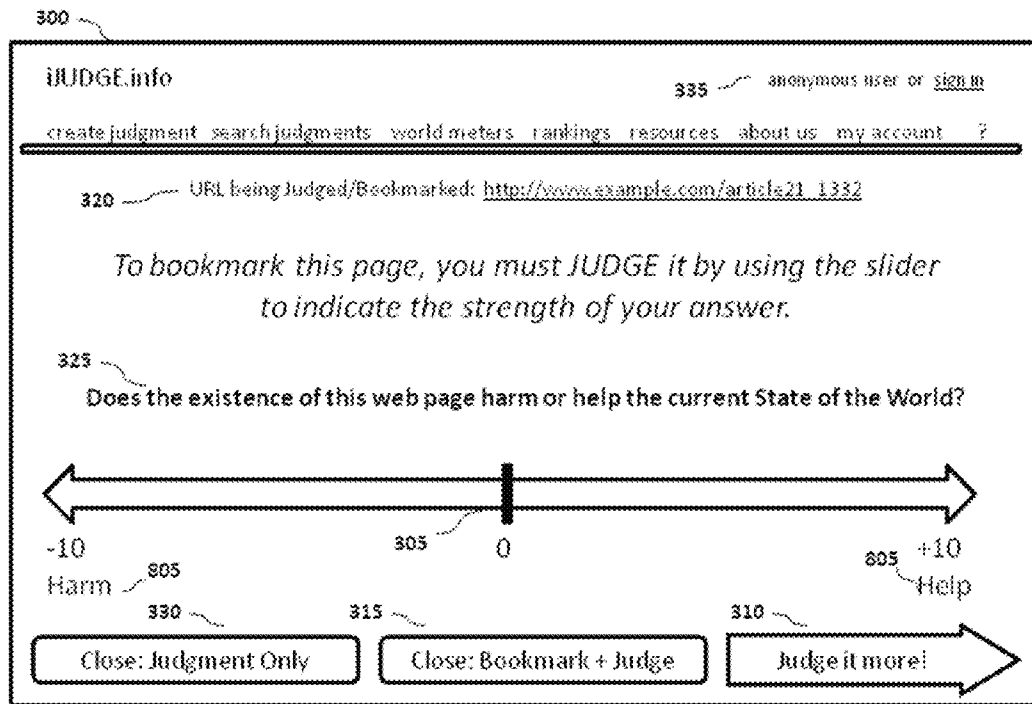 300
iJUDGE.info
335 anonymous user or sign in
create judgment search judgments world meters rankings resources about us my account ?
320 URL being Judged/Bookmarked: http://www.example.com/article21_1332
To bookmark this page, you must JUDGE it by using the slider
to indicate the strength of your answer.
325
Does the existence of this web page harm or help the current State of the World?
305
-10 0 +10
Harm 805 805 Help
330 315 310
Close: Judgment Only Close: Bookmark + Judge Judge it more!